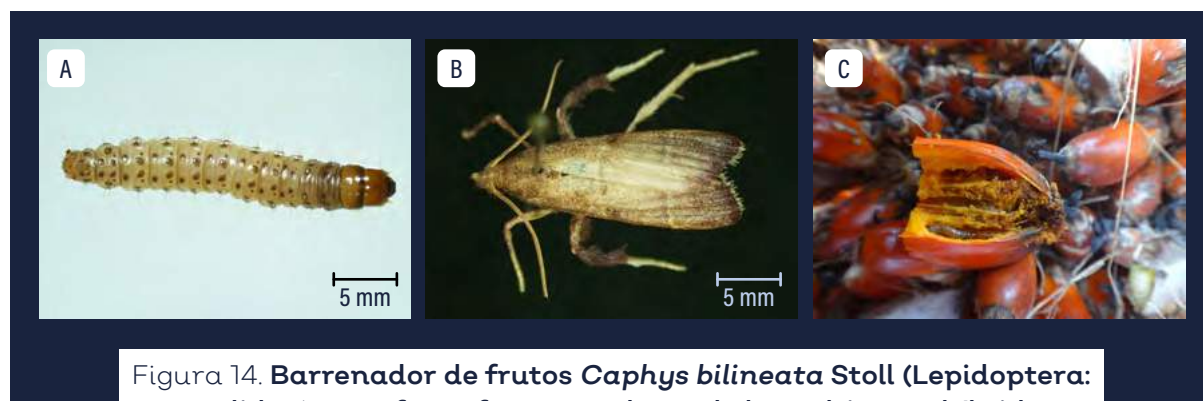 A
B
C
5 mm
5 mm
Figura 14. Barrenador de frutos Caphys bilineata Stoll (Lepidoptera: